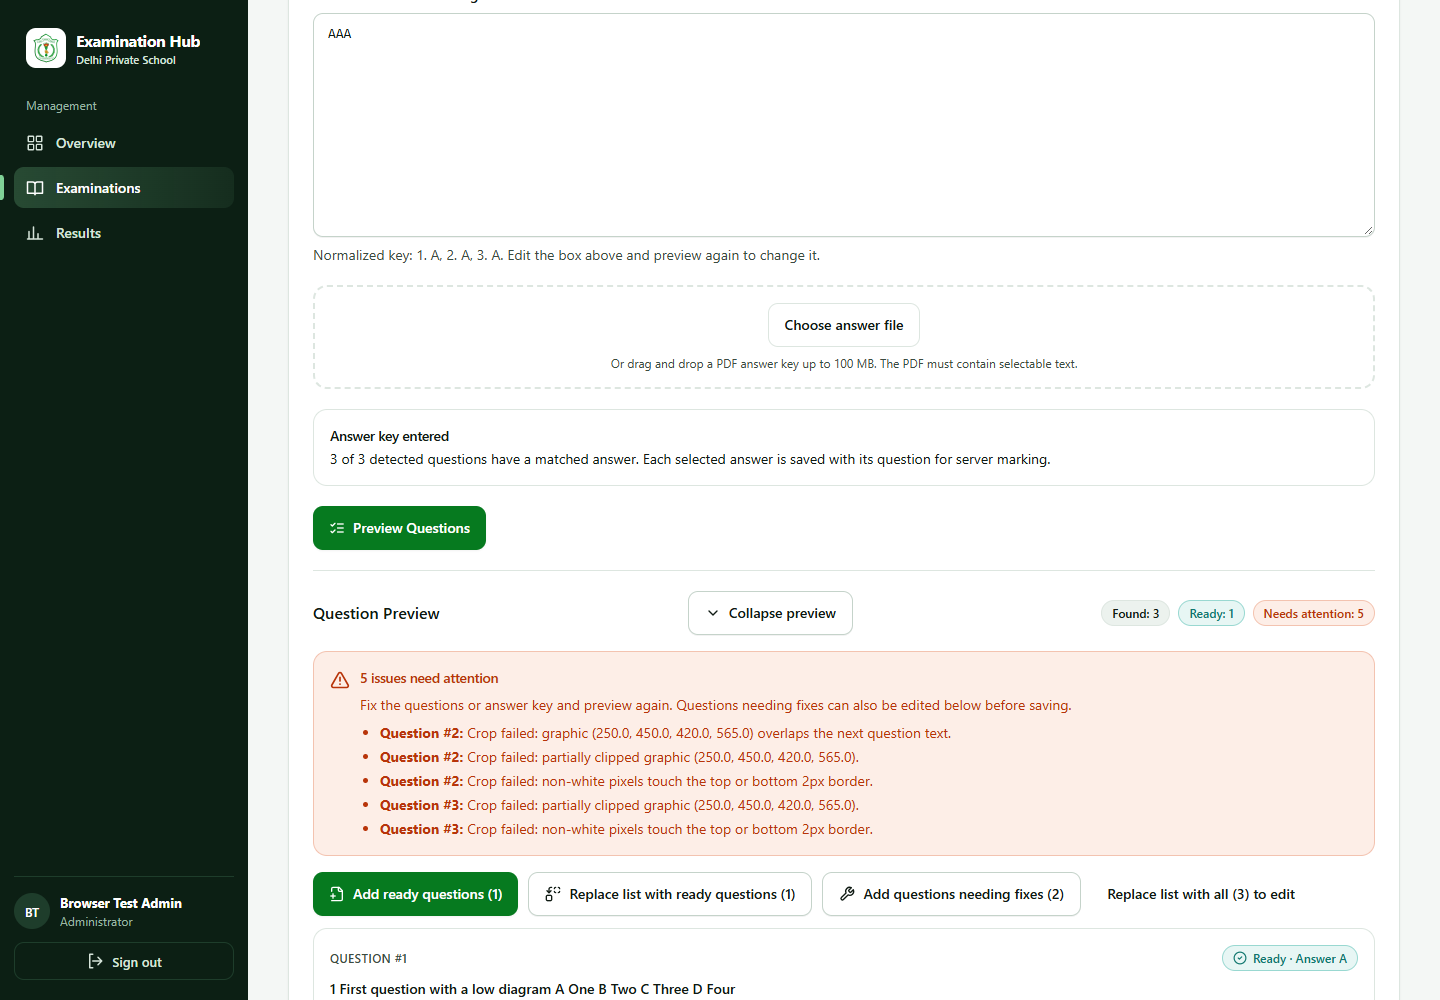 Examination Hub
Delhi Private School
Management
Overview
Examinations
Results
BT
Browser Test Admin
Administrator
Sign out
AAA
Normalized key: 1. A, 2. A, 3. A. Edit the box above and preview again to change it.
Choose answer file
Or drag and drop a PDF answer key up to 100 MB. The PDF must contain selectable text.
Answer key entered
3 of 3 detected questions have a matched answer. Each selected answer is saved with its question for server marking.
Preview Questions
Question Preview
Collapse preview
Found: 3
Ready: 1
Needs attention: 5
5 issues need attention
Fix the questions or answer key and preview again. Questions needing fixes can also be edited below before saving.
• Question #2: Crop failed: graphic (250.0, 450.0, 420.0, 565.0) overlaps the next question text.
• Question #2: Crop failed: partially clipped graphic (250.0, 450.0, 420.0, 565.0).
• Question #2: Crop failed: non-white pixels touch the top or bottom 2px border.
• Question #3: Crop failed: partially clipped graphic (250.0, 450.0, 420.0, 565.0).
• Question #3: Crop failed: non-white pixels touch the top or bottom 2px border.
Add ready questions (1)
Replace list with ready questions (1)
Add questions needing fixes (2)
Replace list with all (3) to edit
QUESTION #1
Ready · Answer A
1 First question with a low diagram A One B Two C Three D Four